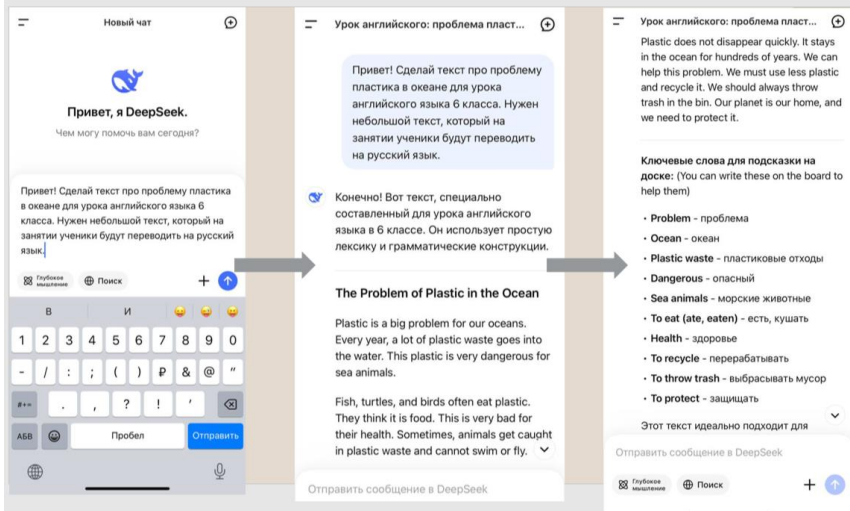 Новый чат
Привет, я DeepSeek.
Чем могу помочь вам сегодня?
Привет! Сделай текст про проблему пластика
в океане для урока английского языка 6
класса. Нужен небольшой текст, который на
занятии ученики будут переводить на русский
язык.
Глубокое
мышление
Поиск
В
И
1 2 3 4 5 6 7 8 9 0
- / : ; ( ) ₽ & @ "
#+= . , ? ! '
АБВ
Пробел
Отправить
Урок английского: проблема пласт...
Привет! Сделай текст про проблему
пластика в океане для урока
английского языка 6 класса. Нужен
небольшой текст, который на
занятии ученики будут переводить
на русский язык.
Конечно! Вот текст, специально
составленный для урока английского
языка в 6 классе. Он использует простую
лексику и грамматические конструкции.
The Problem of Plastic in the Ocean
Plastic is a big problem for our oceans.
Every year, a lot of plastic waste goes into
the water. This plastic is very dangerous for
sea animals.
Fish, turtles, and birds often eat plastic.
They think it is food. This is very bad for
their health. Sometimes, animals get caught
in plastic waste and cannot swim or fly.
Отправить сообщение в DeepSeek
Урок английского: проблема пласт...
Plastic does not disappear quickly. It stays
in the ocean for hundreds of years. We can
help this problem. We must use less plastic
and recycle it. We should always throw
trash in the bin. Our planet is our home, and
we need to protect it.
Ключевые слова для подсказки на
доске: (You can write these on the board to
help them)
• Problem - проблема
• Ocean - океан
• Plastic waste - пластиковые отходы
• Dangerous - опасный
• Sea animals - морские животные
• To eat (ate, eaten) - есть, кушать
• Health - здоровье
• To recycle - перерабатывать
• To throw trash - выбрасывать мусор
• To protect - защищать
Этот текст идеально подходит для
Отправить сообщение в DeepSeek
Глубокое
мышление
Поиск